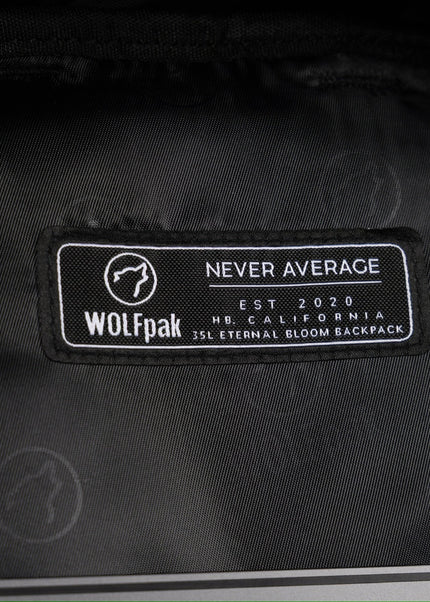 WOLFpak
NEVER AVERAGE
EST 2020
HB. CALIFORNIA
35L ETERNAL BLOOM BACKPACK